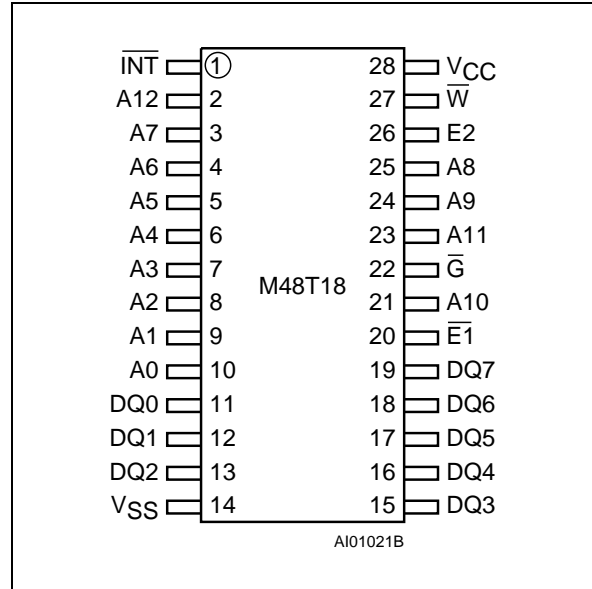 I̅N̅T̅ 1 28 VCC
A12 2 27 W̅
A7 3 26 E2
A6 4 25 A8
A5 5 24 A9
A4 6 23 A11
A3 7 22 G̅
M48T18
A2 8 21 A10
A1 9 20 E̅1̅
A0 10 19 DQ7
DQ0 11 18 DQ6
DQ1 12 17 DQ5
DQ2 13 16 DQ4
VSS 14 15 DQ3
AI01021B